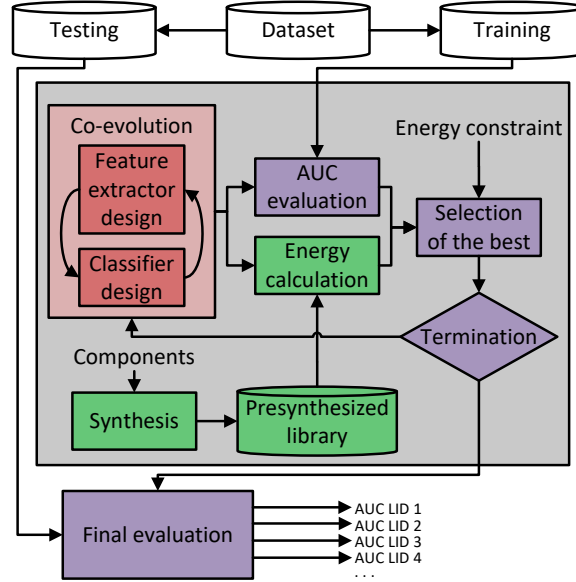 Testing
Dataset
Training
Co-evolution
Feature
extractor
design
Classifier
design
AUC
evaluation
Energy
calculation
Energy constraint
Selection
of the best
Termination
Components
Synthesis
Presynthesized
library
Final evaluation
AUC LID 1
AUC LID 2
AUC LID 3
AUC LID 4
. . .